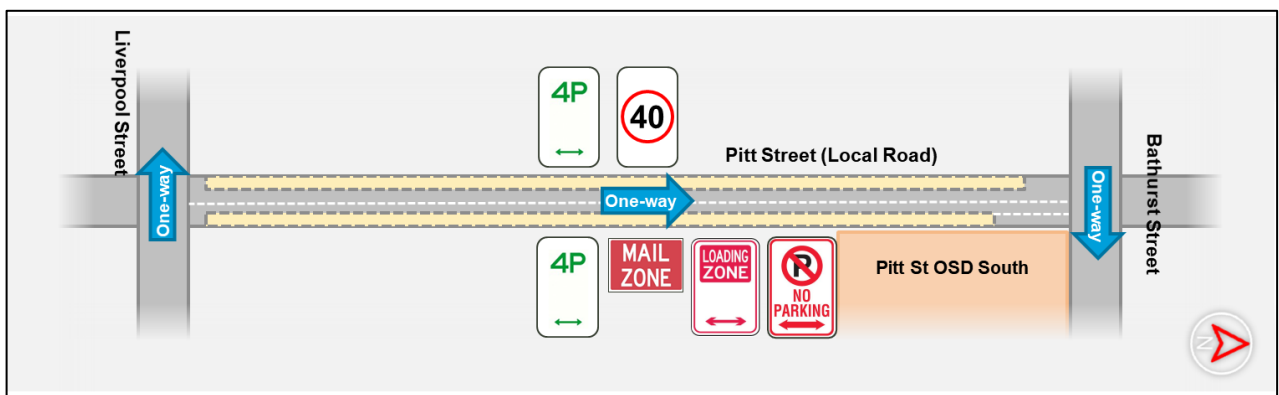 Liverpool Street
4P
40
Pitt Street (Local Road)
One-way
One-way
One-way
Bathurst Street
4P
MAIL
ZONE
LOADING
ZONE
P
NO
PARKING
Pitt St OSD South
N